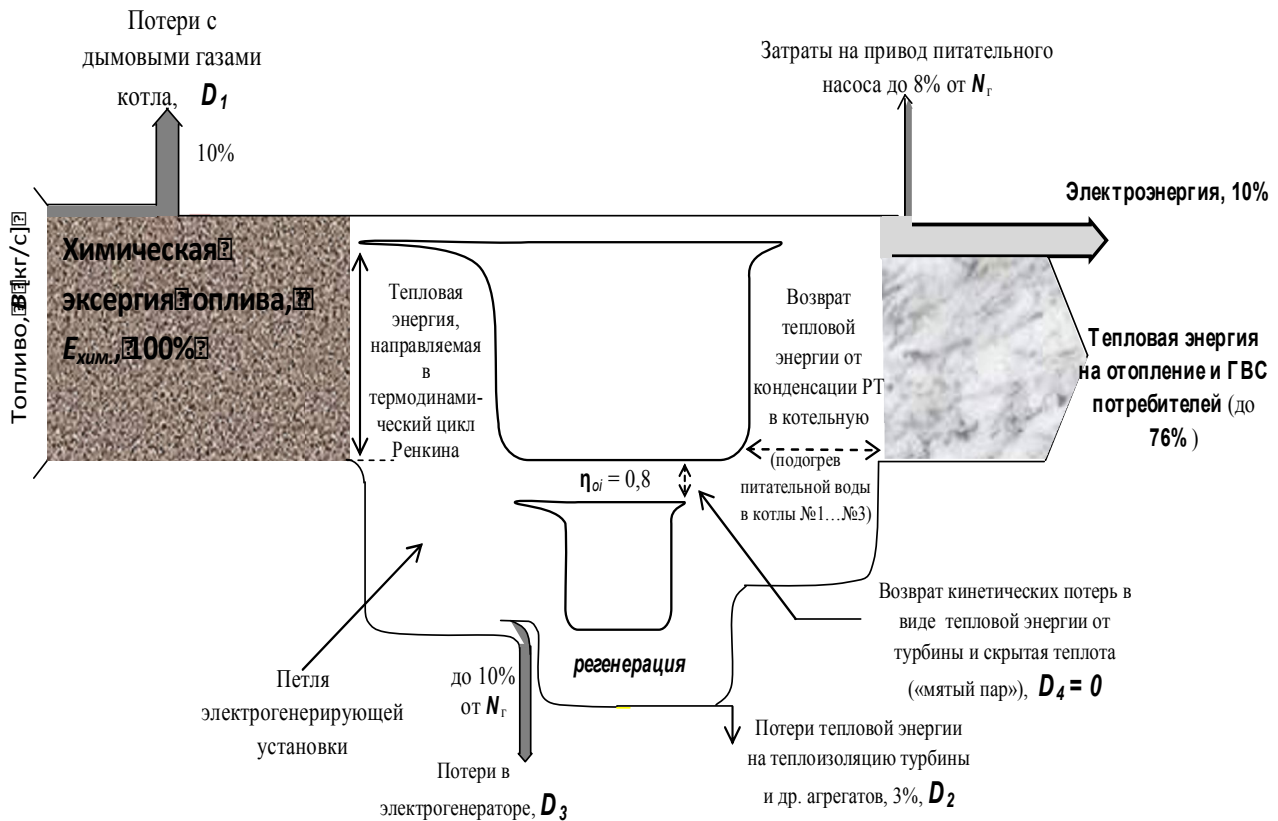 Потери с
дымовыми газами
котла, D1
10%
Затраты на привод питательного
насоса до 8% от Nг
Электроэнергия, 10%
Топливо, В [кг/с]
Химическая
эксергия топлива,
Eхим., 100%
Тепловая
энергия,
направляемая
в
термодинами-
ческий цикл
Ренкина
Возврат
тепловой
энергии от
конденсации РТ
в котельную
(подогрев
питательной воды
в котлы №1…№3)
Тепловая энергия
на отопление и ГВС
потребителей (до
76% )
ηoi = 0,8
Возврат кинетических потерь в
виде тепловой энергии от
турбины и скрытая теплота
(«мятый пар»), D4 = 0
регенерация
Петля
электрогенерирующей
установки
до 10%
от Nг
Потери в
электрогенераторе, D3
Потери тепловой энергии
на теплоизоляцию турбины
и др. агрегатов, 3%, D2